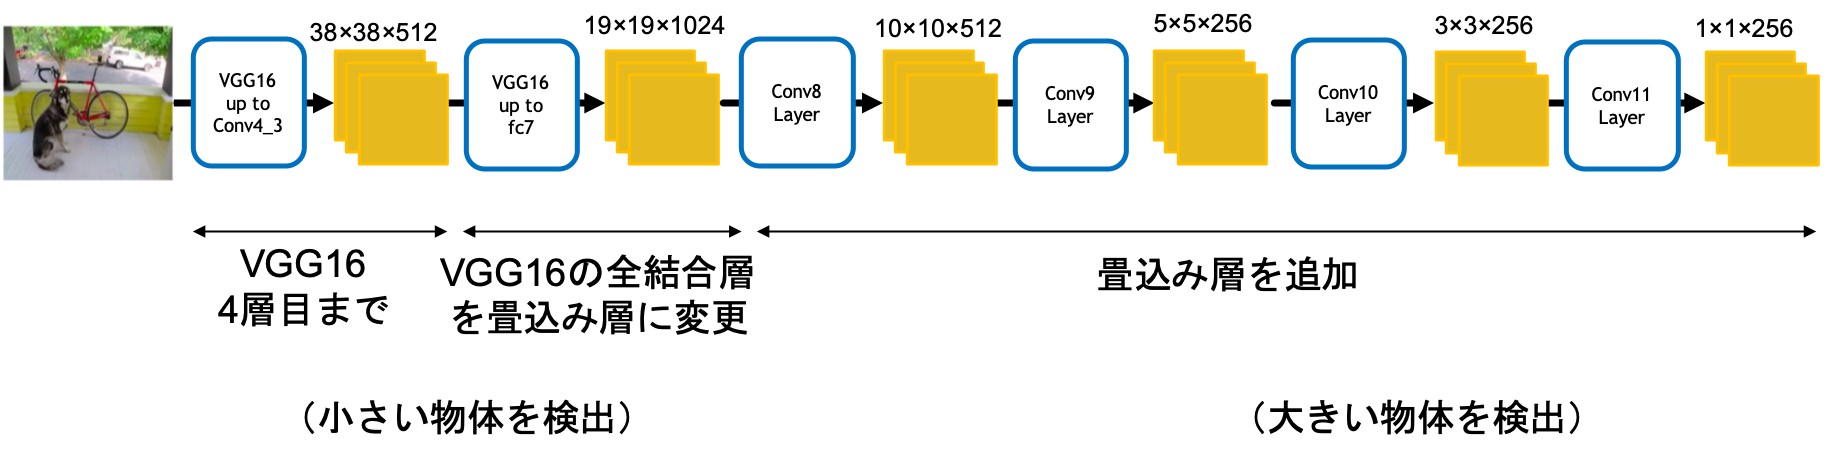 38×38×512
19×19×1024
10×10×512
5×5×256
3×3×256
1×1×256
VGG16
up to
Conv4_3
VGG16
up to
fc7
Conv8
Layer
Conv9
Layer
Conv10
Layer
Conv11
Layer
VGG16
4層目まで
VGG16の全結合層
を畳込み層に変更
畳込み層を追加
（小さい物体を検出）
（大きい物体を検出）